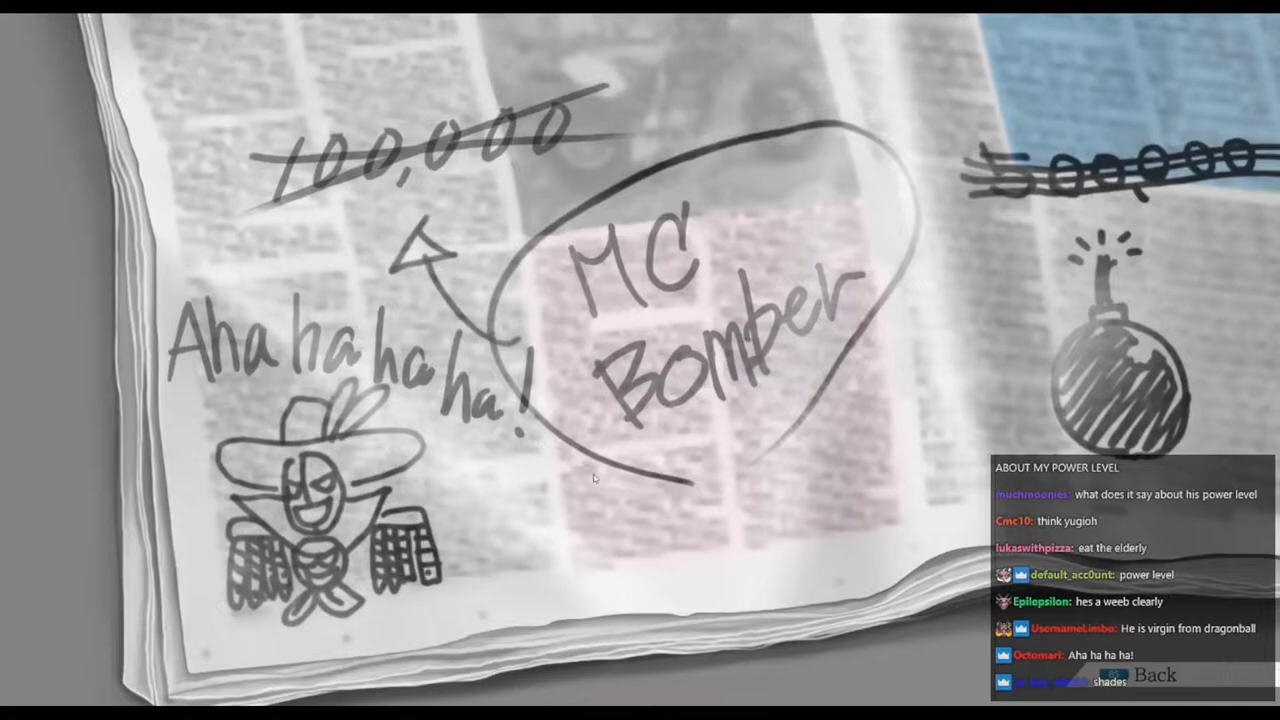 100,000
500,000
MC
Bomber
Aha ha ha ha!
ABOUT MY POWER LEVEL
muchmoonies: what does it say about his power level
Cmc10: think yugioh
lukaswithpizza: eat the elderly
default_acc0unt: power level
Epilepsilon: hes a weeb clearly
UsernameLimbo: He is virgin from dragonball
Octomari: Aha ha ha ha!
shades
Back